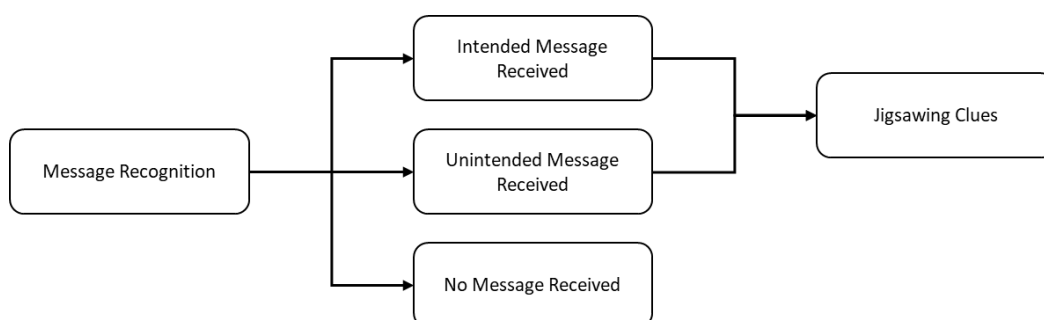 Message Recognition
Intended Message
Received
Unintended Message
Received
No Message Received
Jigsawing Clues